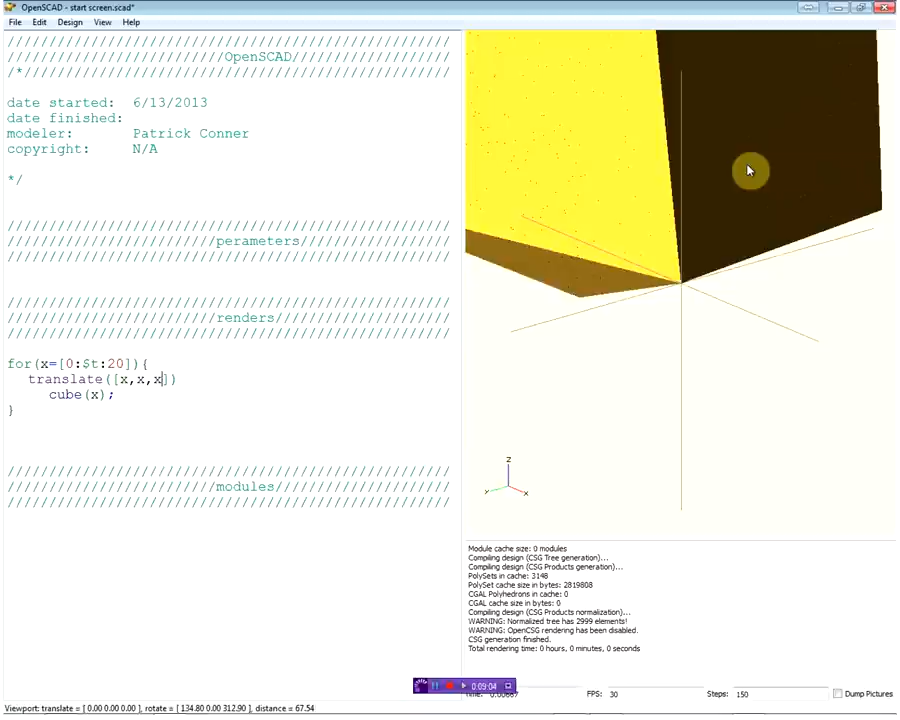 OpenSCAD - start screen.scad*
File Edit Design View Help
/////////////////////////////////////////////////////
//////////////////////////OpenSCAD///////////////////
/*///////////////////////////////////////////////////
date started: 6/13/2013
date finished:
modeler: Patrick Conner
copyright: N/A
*/
/////////////////////////////////////////////////////
/////////////////////////perameters//////////////////
/////////////////////////////////////////////////////
/////////////////////////////////////////////////////
/////////////////////////renders/////////////////////
/////////////////////////////////////////////////////
for(x=[0:$t:20]){
translate([x,x,x])
cube(x);
}
/////////////////////////////////////////////////////
/////////////////////////modules/////////////////////
/////////////////////////////////////////////////////
Z
Y
X
Module cache size: 0 modules
Compiling design (CSG Tree generation)...
Compiling design (CSG Products generation)...
PolySets in cache: 3148
PolySet cache size in bytes: 2819808
CGAL Polyhedrons in cache: 0
CGAL cache size in bytes: 0
Compiling design (CSG Products normalization)...
WARNING: Normalized tree has 2999 elements!
WARNING: OpenCSG rendering has been disabled.
CSG generation finished.
Total rendering time: 0 hours, 0 minutes, 0 seconds
0:09:04
FPS: 30 Steps: 150 Dump Pictures
Viewport: translate = [ 0.00 0.00 0.00 ], rotate = [ 134.80 0.00 312.90 ], distance = 67.54